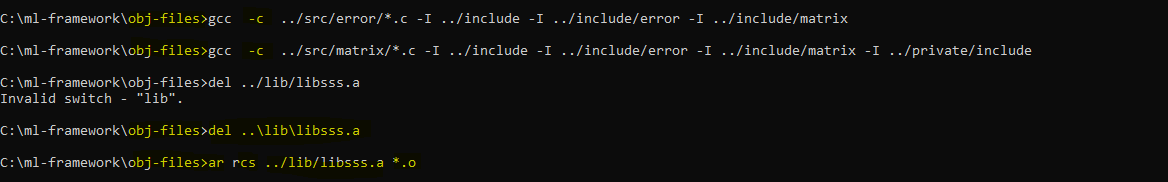 C:\ml-framework\obj-files>gcc  -c  ../src/error/*.c -I ../include -I ../include/error -I ../include/matrix
C:\ml-framework\obj-files>gcc  -c  ../src/matrix/*.c -I ../include -I ../include/error -I ../include/matrix -I ../private/include
C:\ml-framework\obj-files>del ../lib/libsss.a
Invalid switch - "lib".
C:\ml-framework\obj-files>del ..\lib\libsss.a
C:\ml-framework\obj-files>ar rcs ../lib/libsss.a *.o